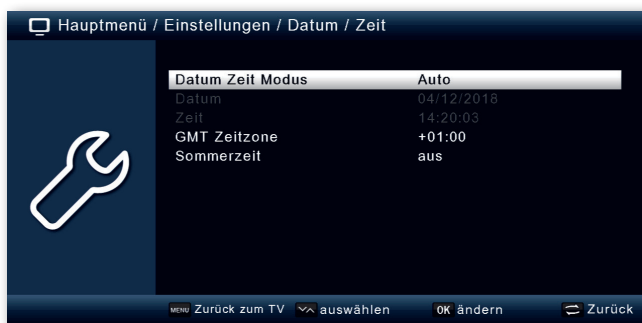 Hauptmenü / Einstellungen / Datum / Zeit
Datum Zeit Modus Auto
Datum 04/12/2018
Zeit 14:20:03
GMT Zeitzone +01:00
Sommerzeit aus
MENU Zurück zum TV auswählen OK ändern Zurück